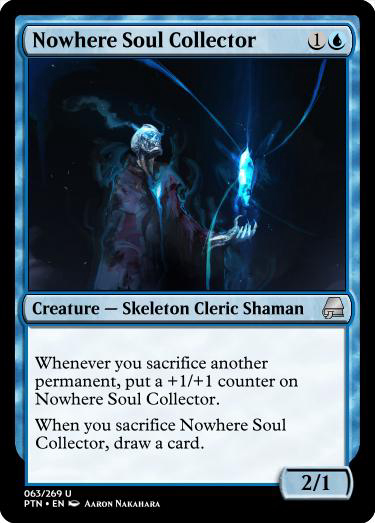 Nowhere Soul Collector 1
Creature — Skeleton Cleric Shaman
Whenever you sacrifice another
permanent, put a +1/+1 counter on
Nowhere Soul Collector.
When you sacrifice Nowhere Soul
Collector, draw a card.
2/1
063/269 U
PTN • EN Aaron Nakahara